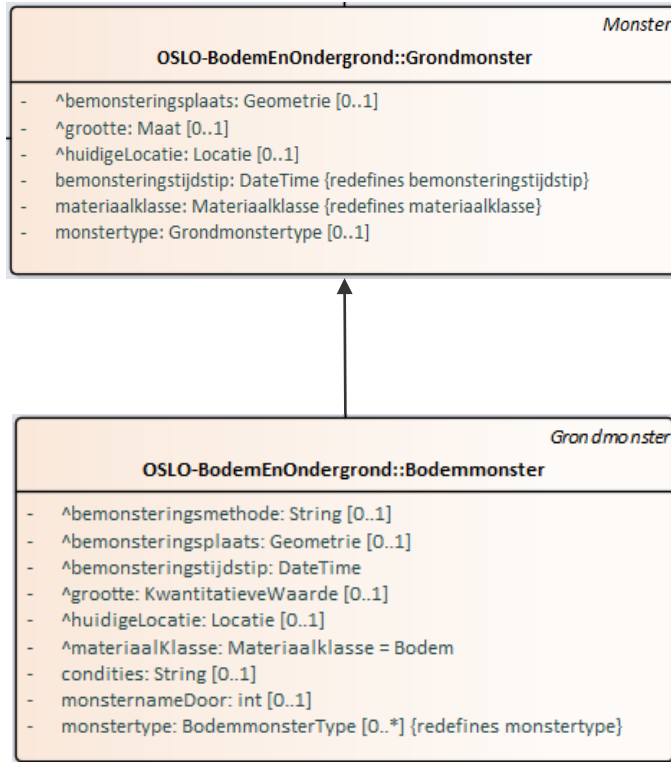 Monster
OSLO-BodemEnOndergrond::Grondmonster
- ^bemonsteringsplaats: Geometrie [0..1]
- ^grootte: Maat [0..1]
- ^huidigeLocatie: Locatie [0..1]
- bemonsteringstijdstip: DateTime {redefines bemonsteringstijdstip}
- materiaalklasse: Materiaalklasse {redefines materiaalklasse}
- monstertype: Grondmonstertype [0..1]
Grondmonster
OSLO-BodemEnOndergrond::Bodemmonster
- ^bemonsteringsmethode: String [0..1]
- ^bemonsteringsplaats: Geometrie [0..1]
- ^bemonsteringstijdstip: DateTime
- ^grootte: KwantitatieveWaarde [0..1]
- ^huidigeLocatie: Locatie [0..1]
- ^materiaalKlasse: Materiaalklasse = Bodem
- condities: String [0..1]
- monsternameDoor: int [0..1]
- monstertype: BodemmonsterType [0..*] {redefines monstertype}